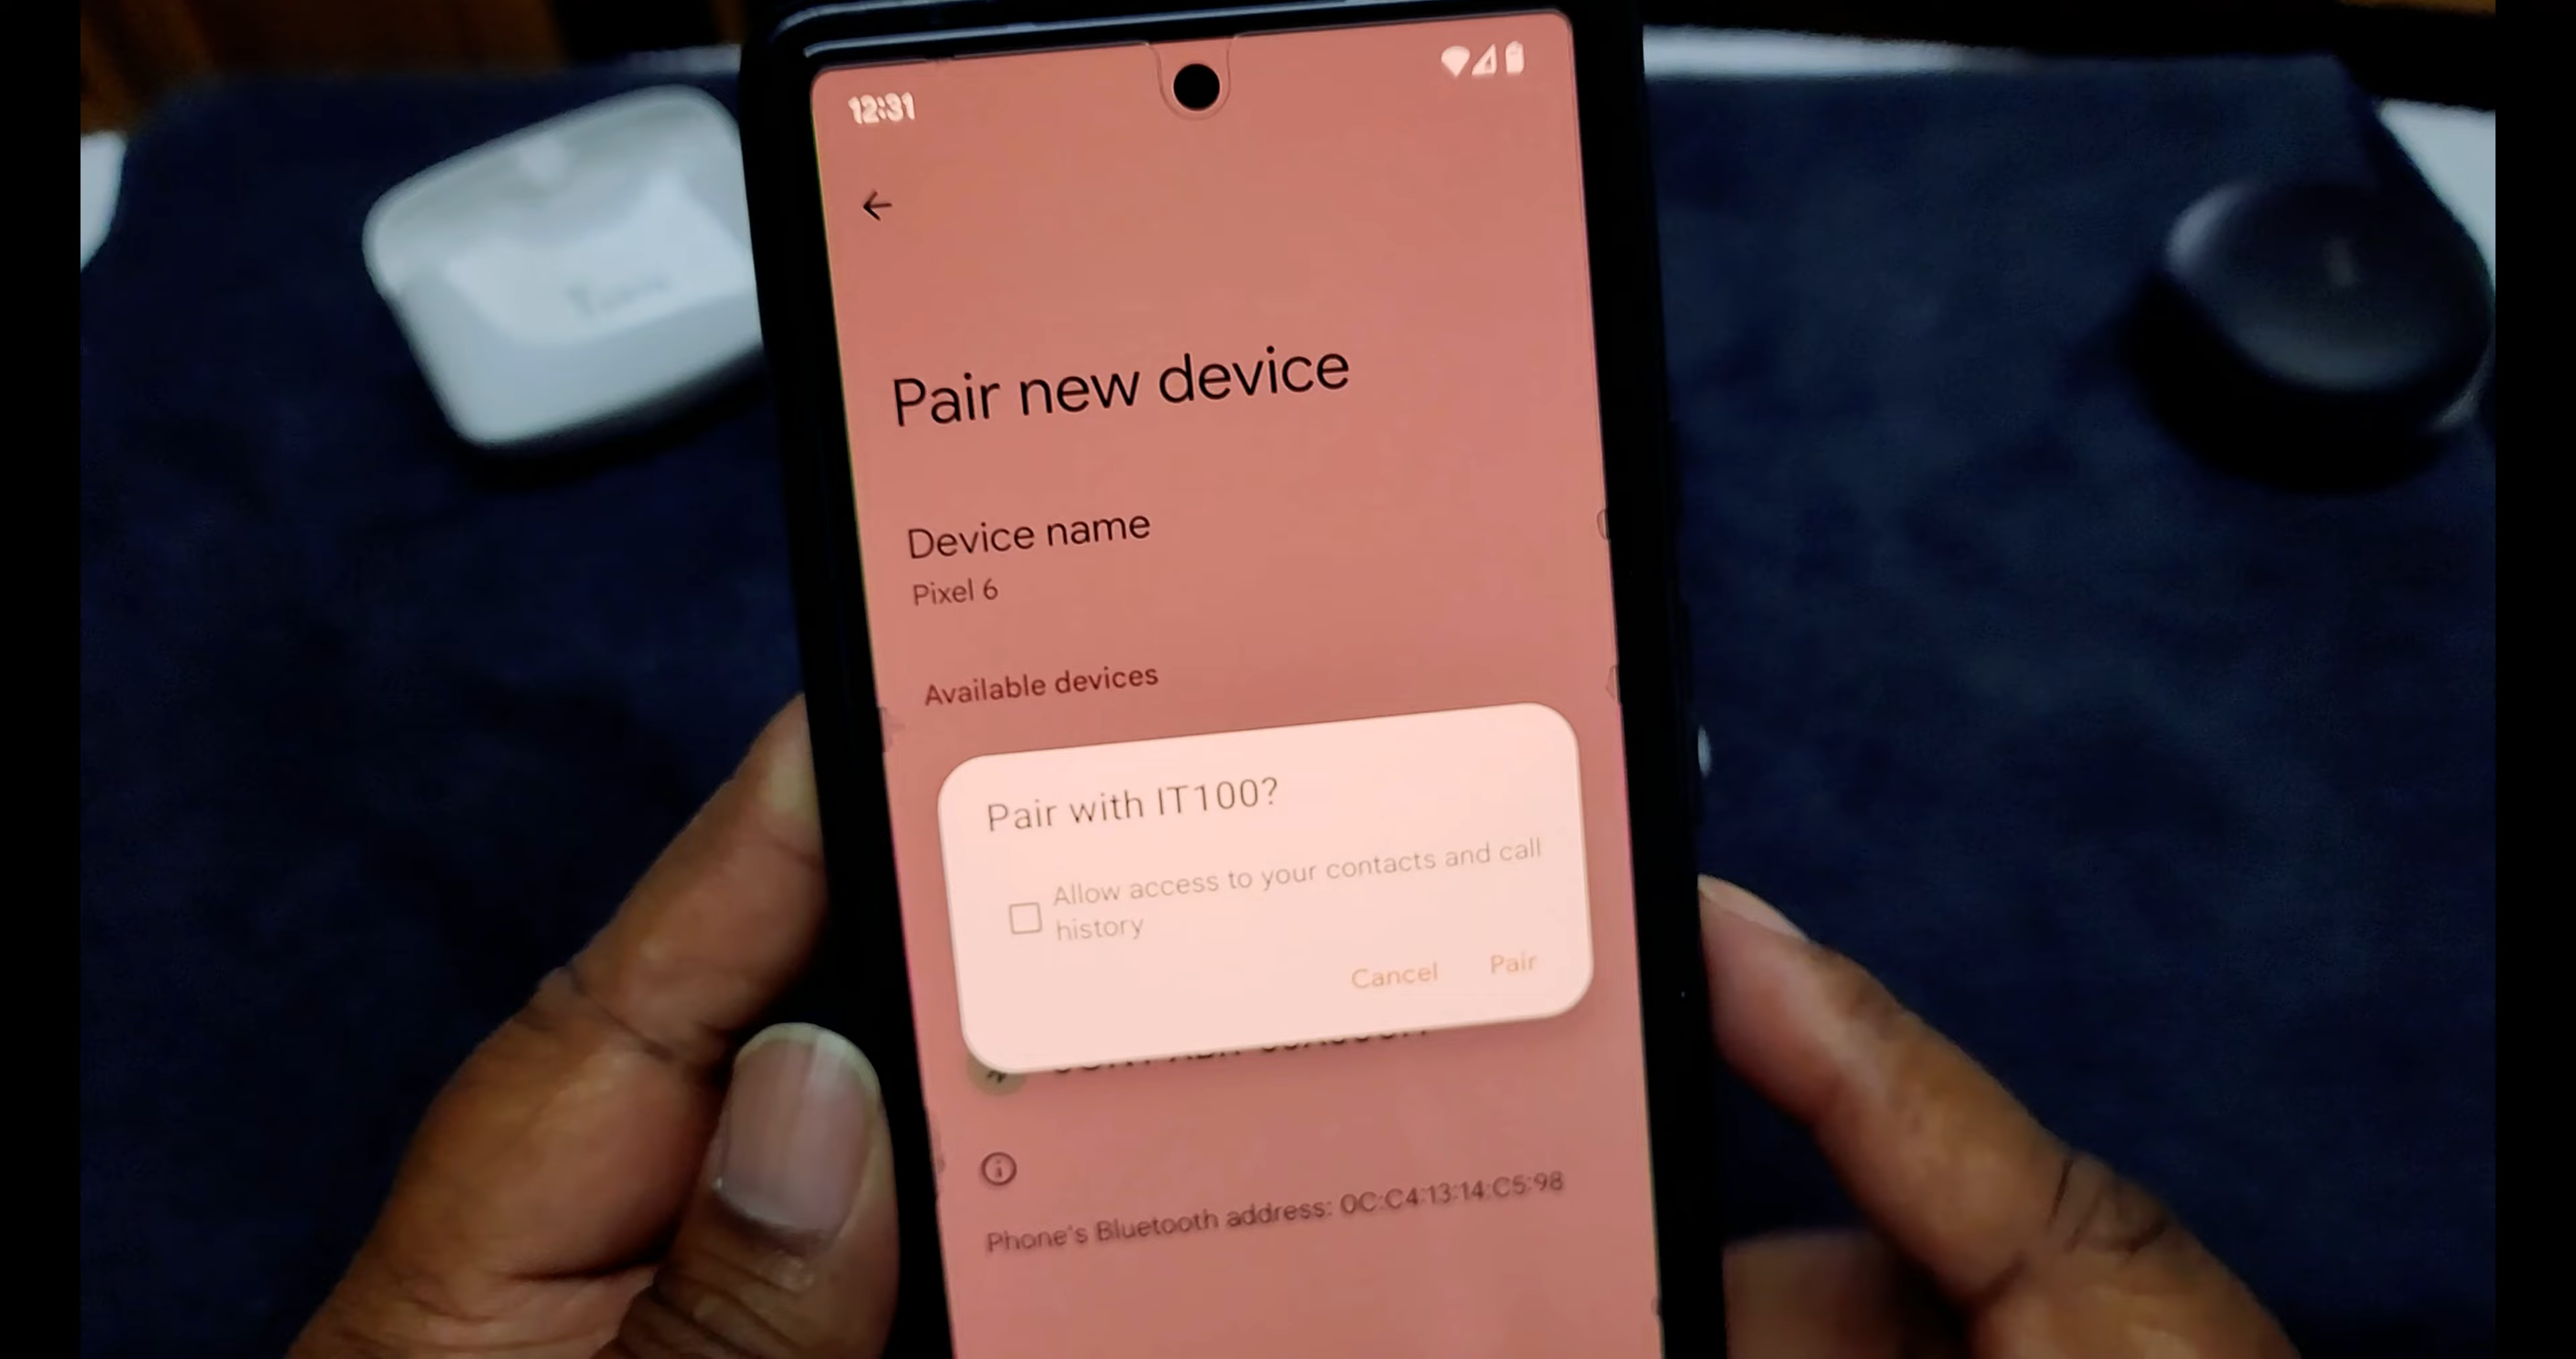 12:31
Pair new device
Device name
Pixel 6
Available devices
Pair with IT100?
Allow access to your contacts and call
history
Cancel Pair
Phone's Bluetooth address: 0C:C4:13:14:C5:98